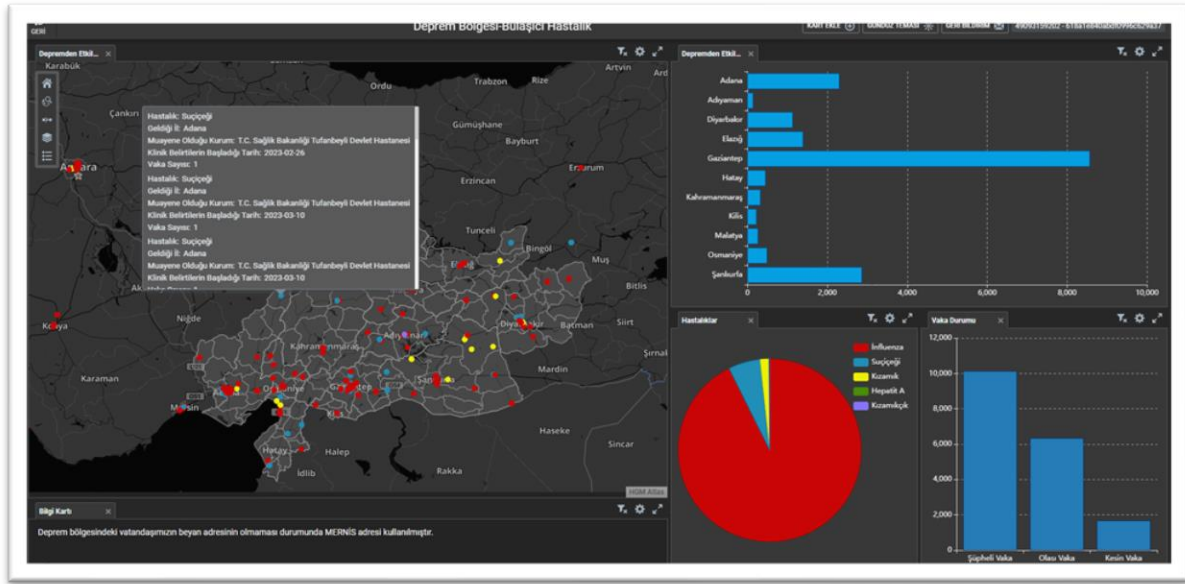 GERİ
Deprem Bölgesi-Bulaşıcı Hastalık
KART EKLE
GÜNDÜZ TEMASI
GERİ BİLDİRİM
Depremden Etkil...
Karabük
Çankırı
Ordu
Trabzon
Rize
Artvin
Gümüşhane
Bayburt
Erzurum
Erzincan
Tunceli
Bingöl
Muş
Bitlis
Hastalık: Suçiçeği
Geldiği İl: Adana
Muayene Olduğu Kurum: T.C. Sağlık Bakanlığı Tufanbeyli Devlet Hastanesi
Klinik Belirtilerin Başladığı Tarih: 2023-02-26
Vaka Sayısı: 1
Hastalık: Suçiçeği
Geldiği İl: Adana
Muayene Olduğu Kurum: T.C. Sağlık Bakanlığı Tufanbeyli Devlet Hastanesi
Klinik Belirtilerin Başladığı Tarih: 2023-03-10
Vaka Sayısı: 1
Hastalık: Suçiçeği
Geldiği İl: Adana
Muayene Olduğu Kurum: T.C. Sağlık Bakanlığı Tufanbeyli Devlet Hastanesi
Klinik Belirtilerin Başladığı Tarih: 2023-03-10
Niğde
Kahramanmaraş
Batman
Siirt
Mardin
Karaman
Mersin
Hatay
Halep
İdlib
Rakka
Haseke
Sincar
HGM Atlas
Bilgi Kartı
Deprem bölgesindeki vatandaşımızın beyan adresinin olmaması durumunda MERNİS adresi kullanılmıştır.
Depremden Etkil...
Adana
Adıyaman
Diyarbakır
Elazığ
Gaziantep
Hatay
Kahramanmaraş
Kilis
Malatya
Osmaniye
Şanlıurfa
0 2,000 4,000 6,000 8,000 10,000
Hastalıklar
İnfluenza
Suçiçeği
Kızamık
Hepatit A
Kızamıkçık
Vaka Durumu
12,000
10,000
8,000
6,000
4,000
2,000
0
Şüpheli Vaka
Olası Vaka
Kesin Vaka